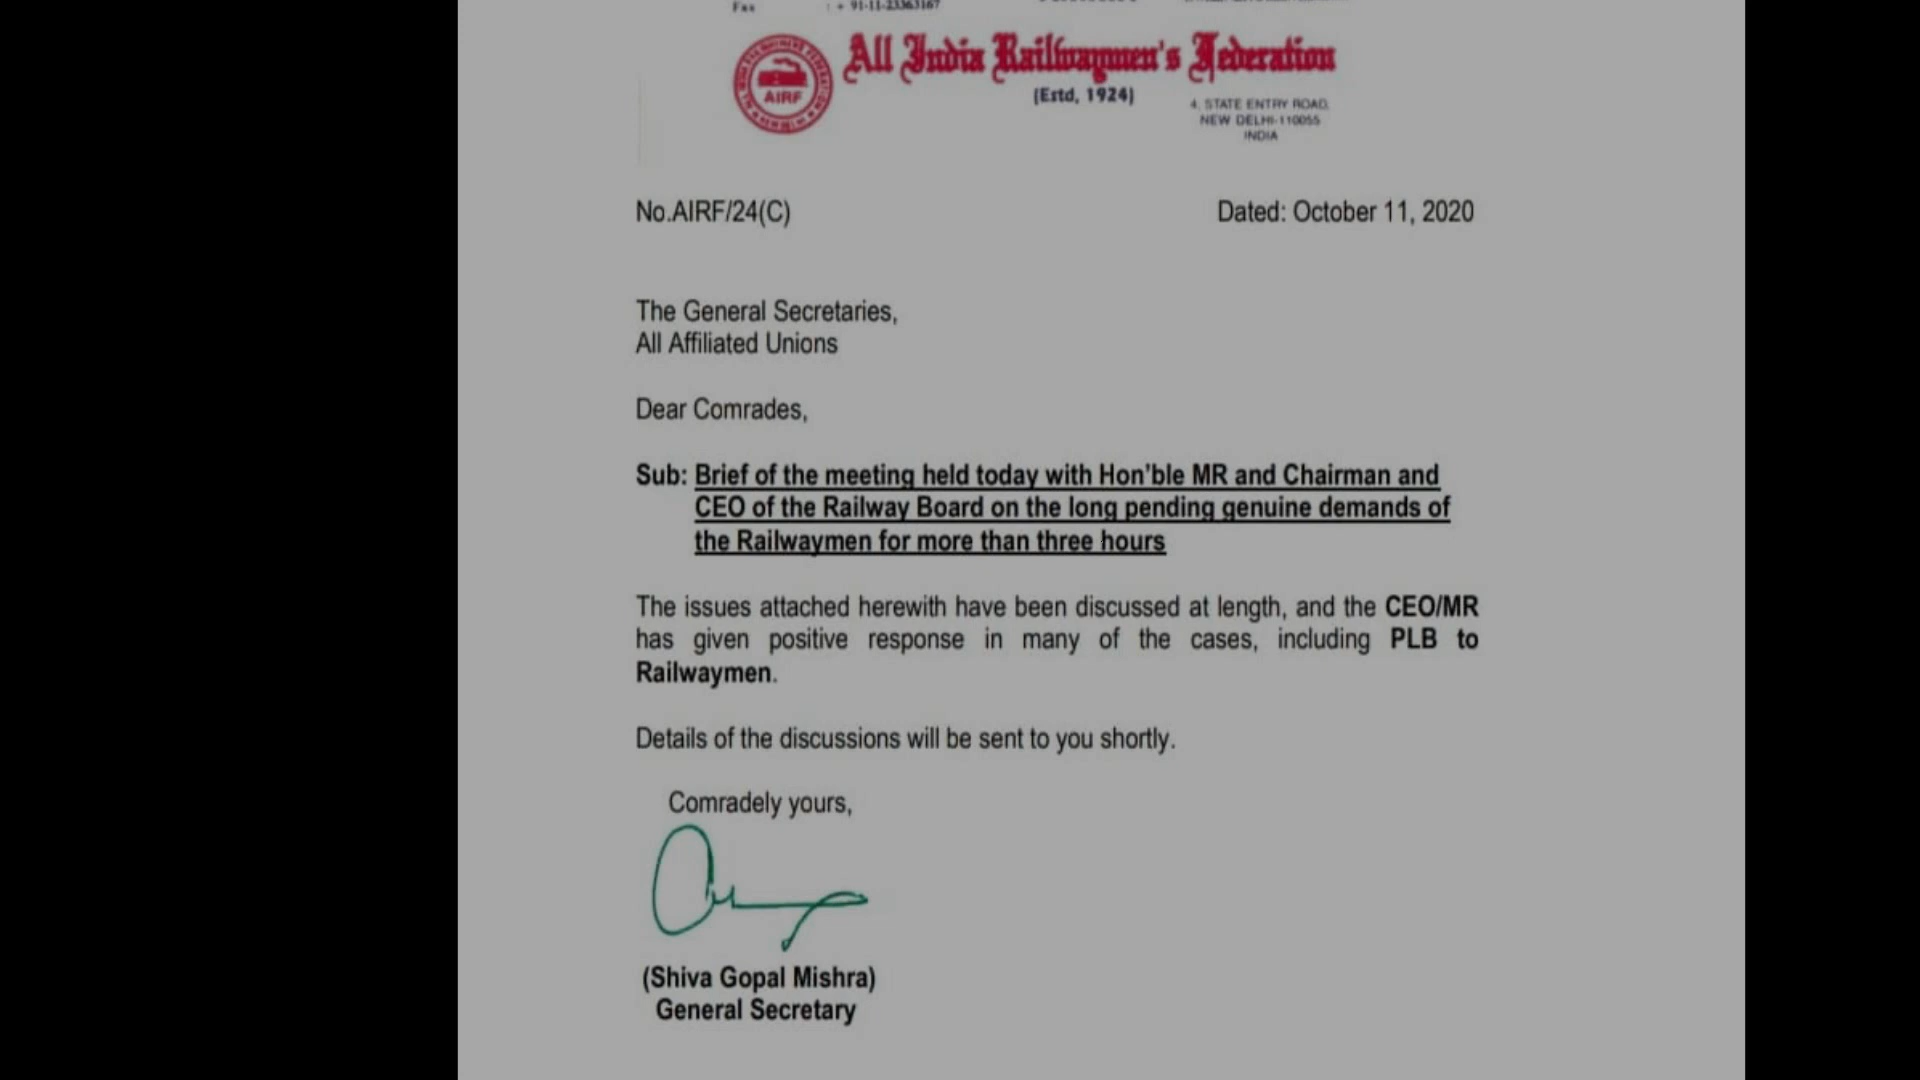 Fax : + 91-11-23363167
All India Railwaymen's Federation
AIRF
(Estd, 1924)
4, STATE ENTRY ROAD,
NEW DELHI-110055
INDIA
No.AIRF/24(C) Dated: October 11, 2020
The General Secretaries,
All Affiliated Unions
Dear Comrades,
Sub: Brief of the meeting held today with Hon'ble MR and Chairman and
CEO of the Railway Board on the long pending genuine demands of
the Railwaymen for more than three hours
The issues attached herewith have been discussed at length, and the CEO/MR
has given positive response in many of the cases, including PLB to
Railwaymen.
Details of the discussions will be sent to you shortly.
Comradely yours,
(Shiva Gopal Mishra)
General Secretary